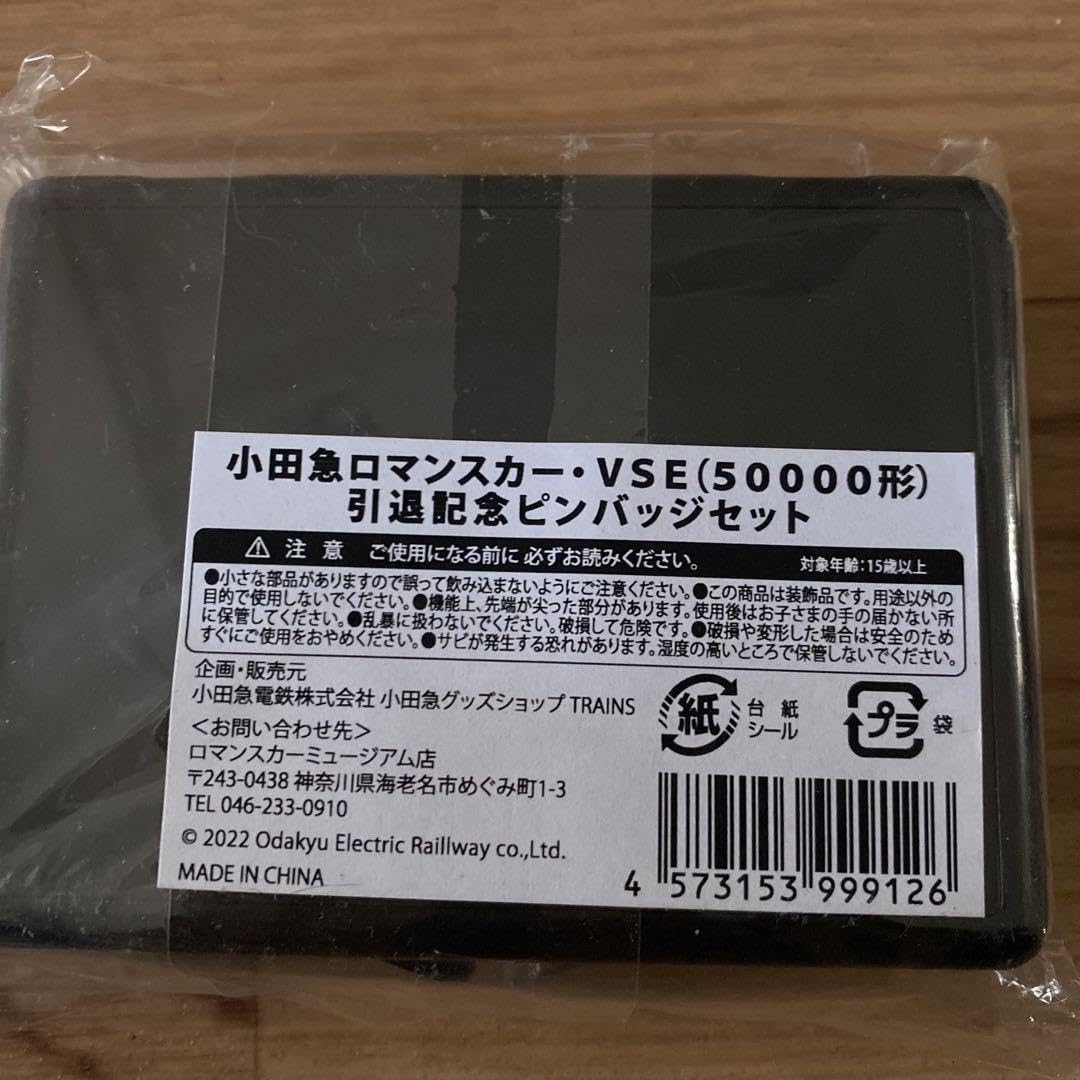 小田急ロマンスカー・VSE(50000形)
引退記念ピンバッジセット
⚠ 注意 ご使用になる前に必ずお読みください。 対象年齢:15歳以上
●小さな部品がありますので誤って飲み込まないようにご注意ください。●この商品は装飾品です。用途以外の
目的で使用しないでください。●機能上、先端が尖った部分があります。使用後はお子さまの手の届かない所
に保管してください。●乱暴に扱わないでください。破損して危険です。●破損や変形した場合は安全のため
すぐにご使用をおやめください。●サビが発生する恐れがあります。湿度の高いところで保管しないでください。
企画・販売元
小田急電鉄株式会社 小田急グッズショップ TRAINS
<お問い合わせ先>
ロマンスカーミュージアム店
〒243-0438 神奈川県海老名市めぐみ町1-3
TEL 046-233-0910
© 2022 Odakyu Electric Raillway co.,Ltd.
MADE IN CHINA
紙
台紙
シール
プラ
袋
4 573153 999126